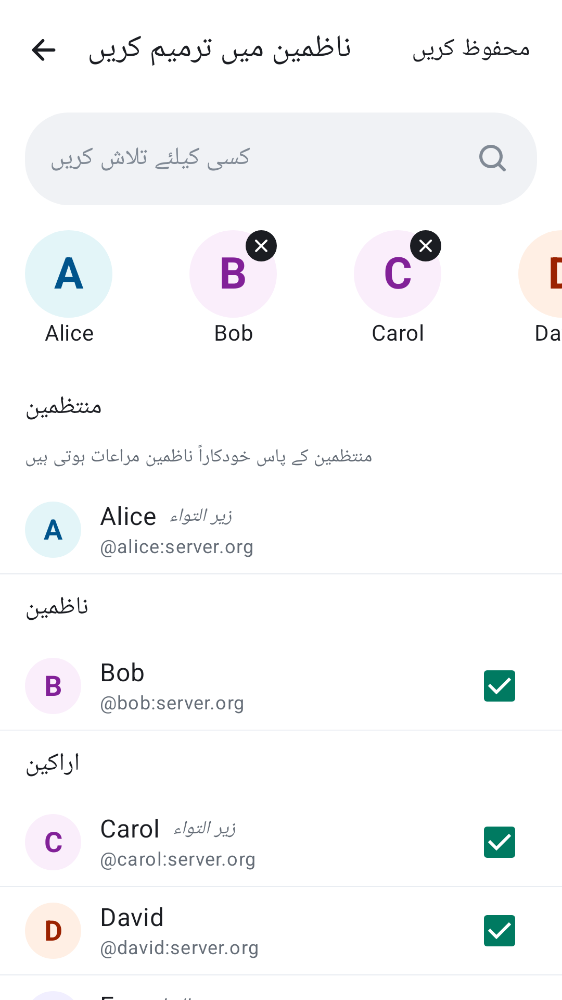 ناظمین میں ترمیم کریں
محفوظ کریں
کسی کیلئے تلاش کریں
A
B
C
Alice
Bob
Carol
منتظمین
منتظمین کے پاس خودکاراً ناظمین مراعات ہوتی ہیں
A
Alice زیر التواء
@alice:server.org
ناظمین
B
Bob
@bob:server.org
اراکین
C
Carol زیر التواء
@carol:server.org
D
David
@david:server.org